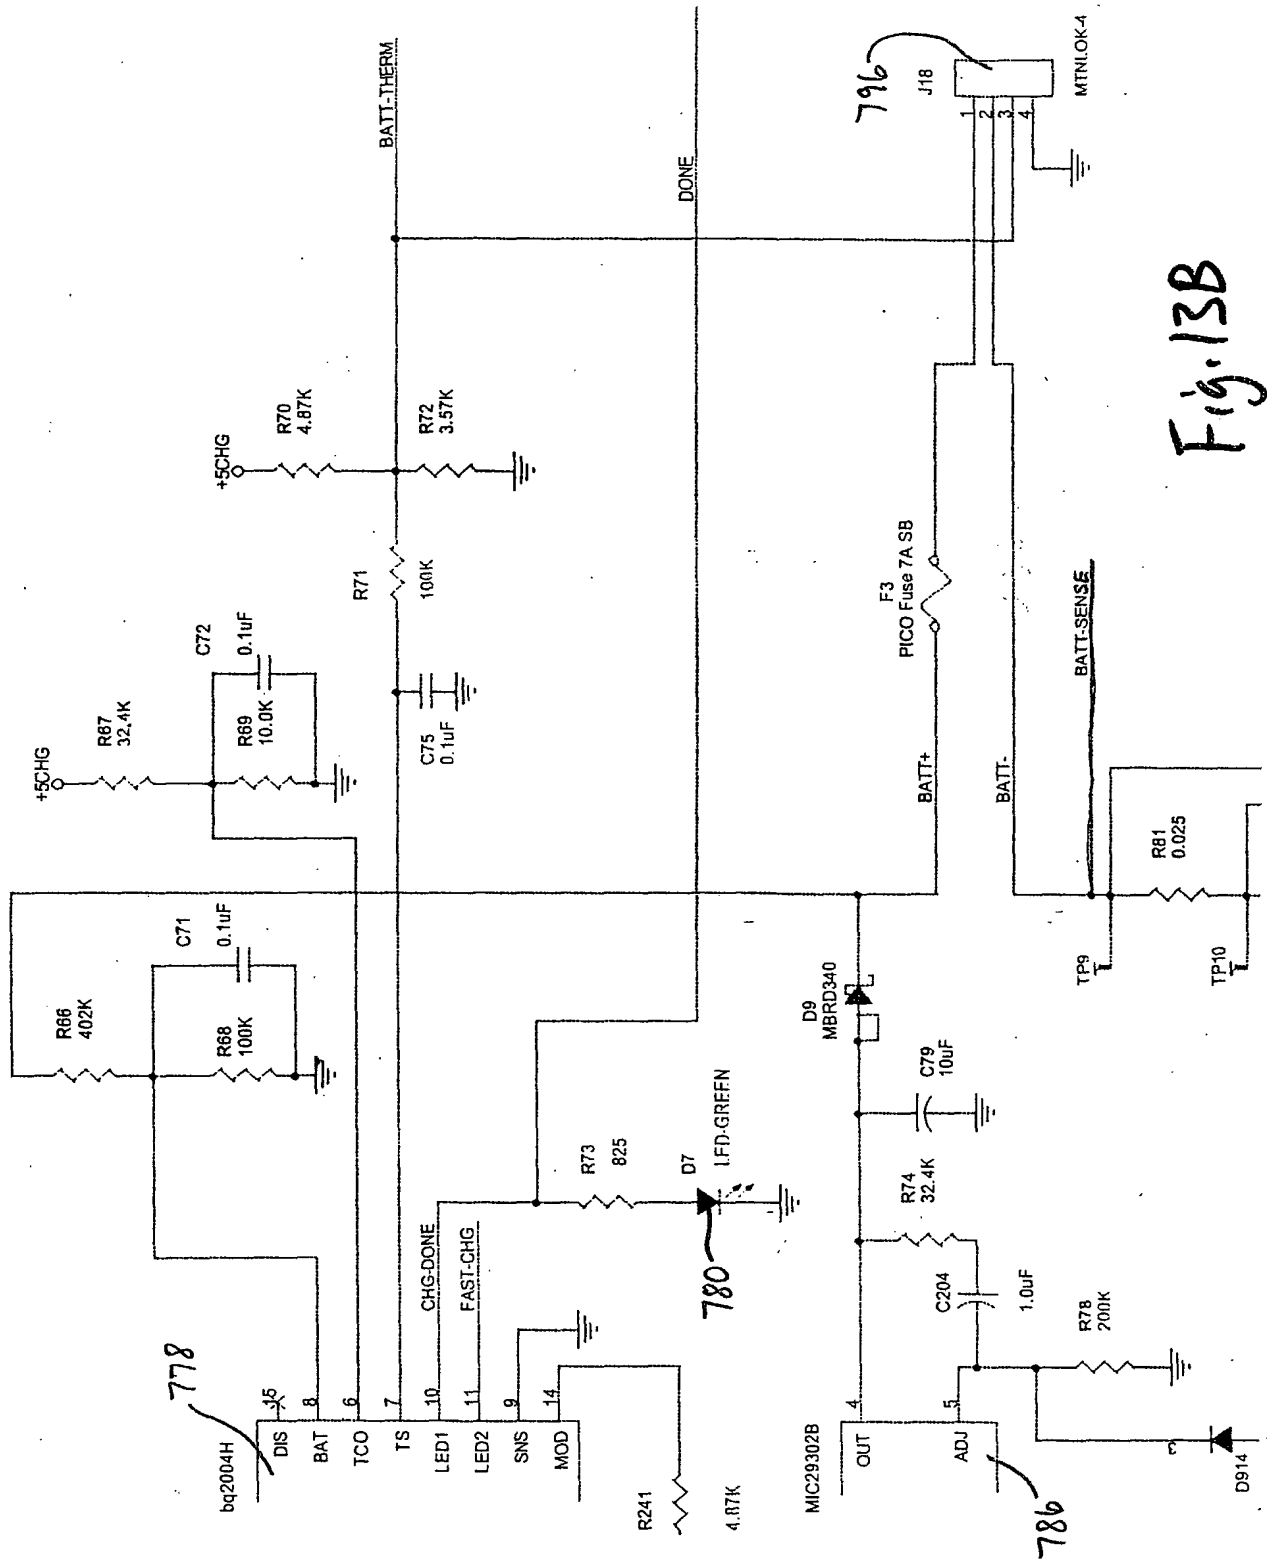 bq2004H
778
15
DIS
8
BAT
6
TCO
7
TS
10
LED1
11
LED2
9
SNS
14
MOD
CHG-DONE
FAST-CHG
R241
4.87K
R66
402K
R68
100K
C71
0.1uF
+5CHG
R67
32.4K
R69
10.0K
C72
0.1uF
C75
0.1uF
R71
100K
+5CHG
R70
4.87K
R72
3.57K
BATT-THERM
DONE
R73
825
D7
LED-GREEN
780
MIC29302B
4
OUT
5
ADJ
786
C204
1.0uF
R74
32.4K
R78
200K
D914
C79
10uF
D9
MBRD340
BATT+
BATT-
F3
PICO Fuse 7A SB
BATT-SENSE
TP9
R81
0.025
TP10
796
J18
1
2
3
4
MTNLOK-4
Fig. 13B